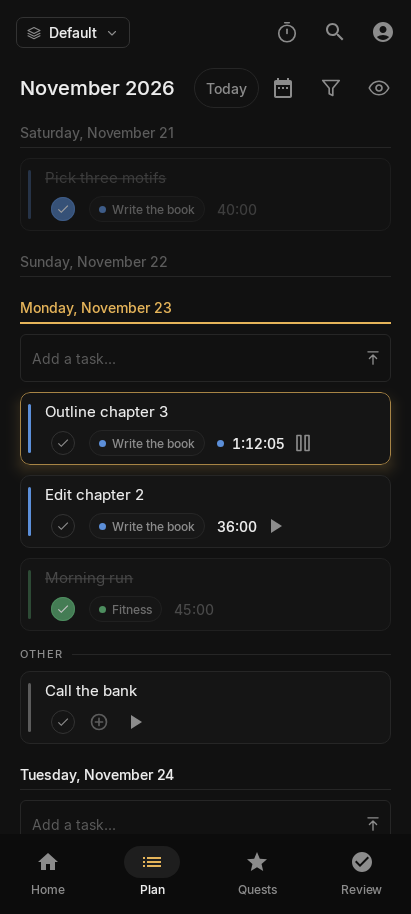 Default
November 2026
Today
Saturday, November 21
Pick three motifs
Write the book 40:00
Sunday, November 22
Monday, November 23
Add a task...
Outline chapter 3
Write the book 1:12:05
Edit chapter 2
Write the book 36:00
Morning run
Fitness 45:00
OTHER
Call the bank
Tuesday, November 24
Add a task...
Home Plan Quests Review